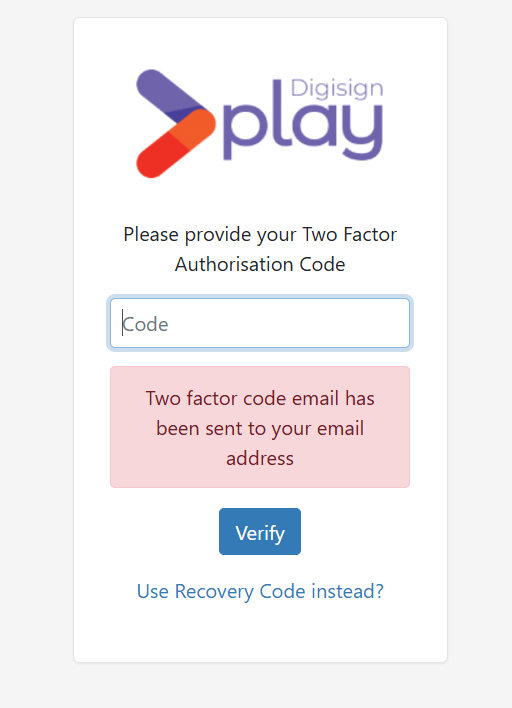 Digisign
play
Please provide your Two Factor
Authorisation Code
Code
Two factor code email has
been sent to your email
address
Verify
Use Recovery Code instead?